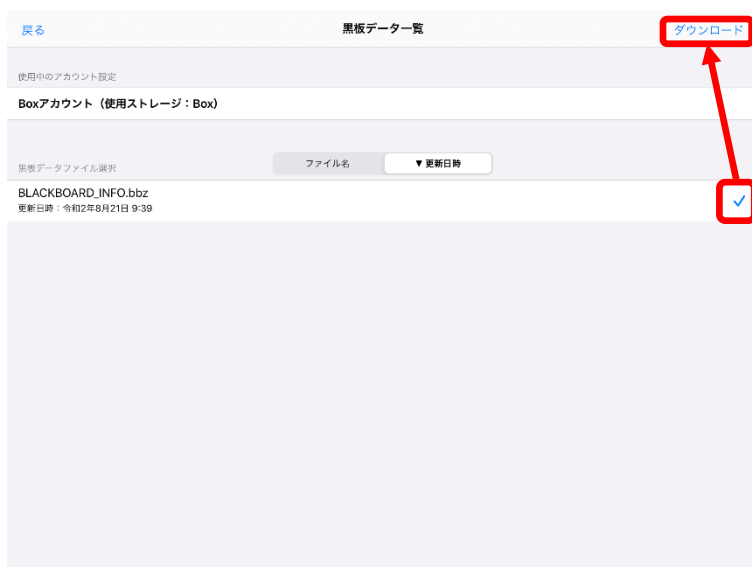 戻る
黒板データ一覧
ダウンロード
使用中のアカウント設定
Boxアカウント（使用ストレージ：Box）
黒板データファイル選択
ファイル名
▼更新日時
BLACKBOARD_INFO.bbz
更新日時：令和2年8月21日 9:39